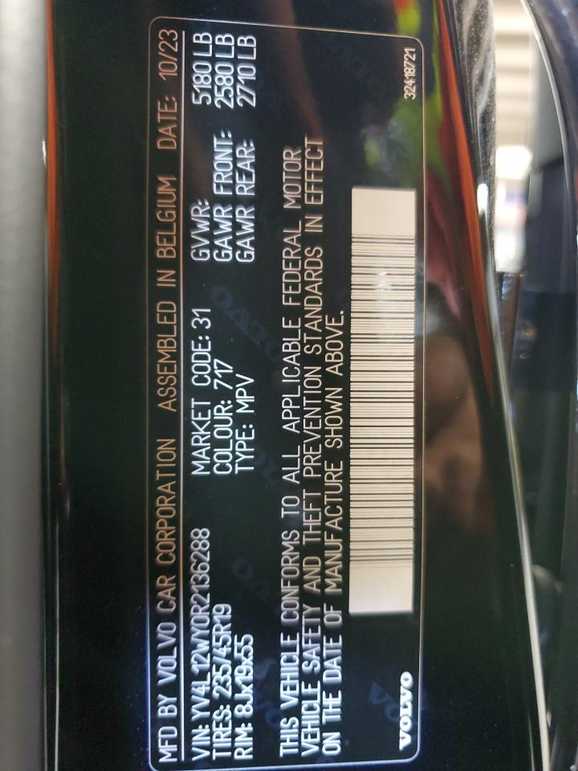 MFD BY VOLVO CAR CORPORATION ASSEMBLED IN BELGIUM DATE: 10/23
VIN: YV4L12WY0R2136288
TIRES: 235/45R19
RIM: 8Jx19x55
MARKET CODE: 31
COLOUR: 717
TYPE: MPV
GVWR: 5180 LB
GAWR FRONT: 2580 LB
GAWR REAR: 2710 LB
THIS VEHICLE CONFORMS TO ALL APPLICABLE FEDERAL MOTOR
VEHICLE SAFETY AND THEFT PREVENTION STANDARDS IN EFFECT
ON THE DATE OF MANUFACTURE SHOWN ABOVE.
VOLVO
32418721